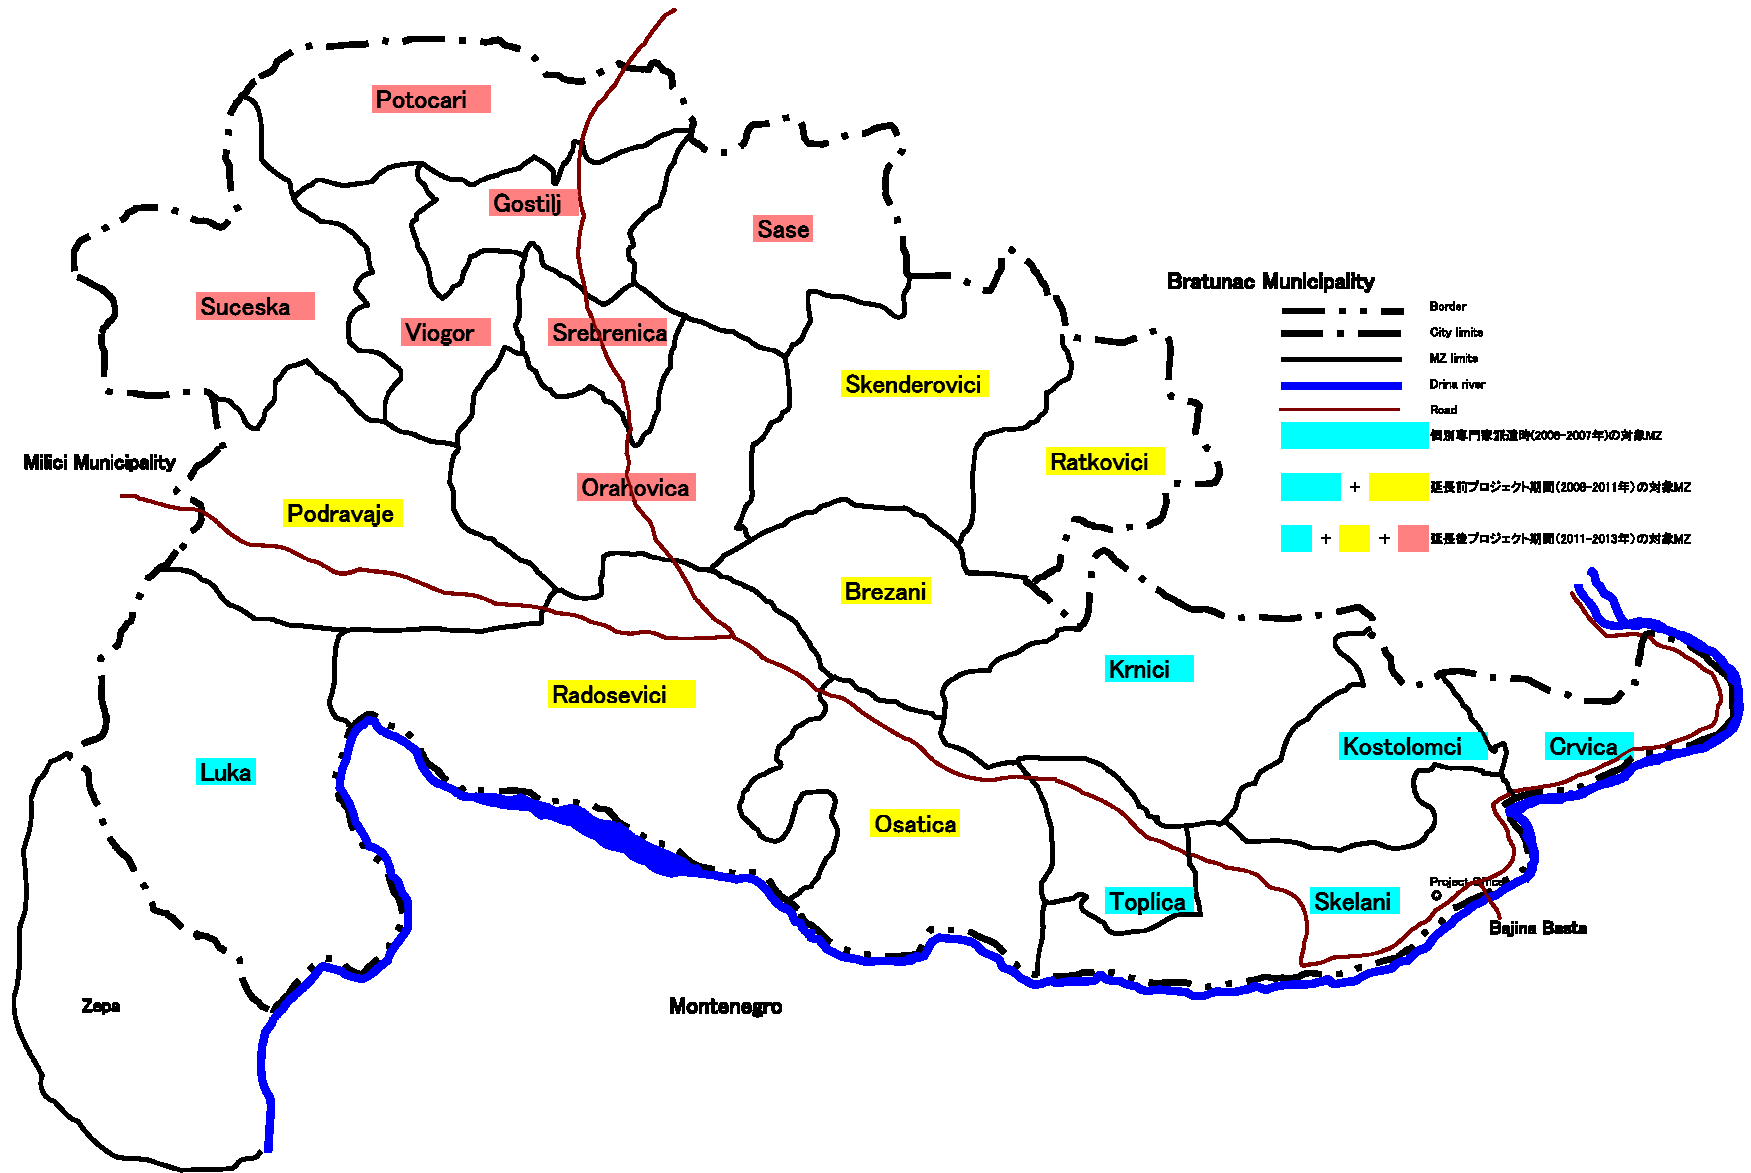 Potocari
Gostilj
Sase
Suceska
Viogor
Srebrenica
Bratunac Municipality
Border
City limits
MZ limits
Drina river
Road
個別専門家派遣時(2006-2007年)の対象MZ
+ 延長前プロジェクト期間(2008-2011年)の対象MZ
+ + 延長後プロジェクト期間(2011-2013年)の対象MZ
Skenderovici
Ratkovici
Milici Municipality
Orahovica
Podravaje
Brezani
Krnici
Radosevici
Kostolomci
Crvica
Luka
Osatica
Project Office
Toplica
Skelani
Bajina Basta
Zepa
Montenegro